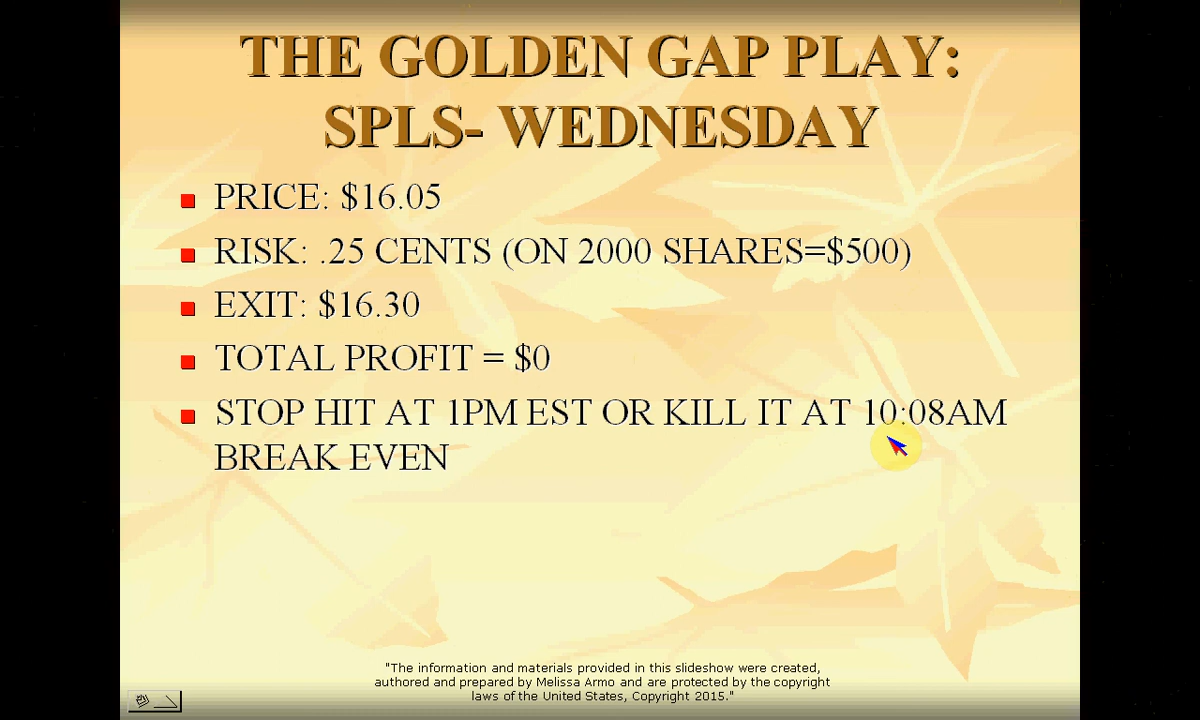 THE GOLDEN GAP PLAY:
SPLS- WEDNESDAY
PRICE: $16.05
RISK: .25 CENTS (ON 2000 SHARES=$500)
EXIT: $16.30
TOTAL PROFIT = $0
STOP HIT AT 1PM EST OR KILL IT AT 10:08AM
BREAK EVEN
"The information and materials provided in this slideshow were created,
authored and prepared by Melissa Armo and are protected by the copyright
laws of the United States, Copyright 2015."